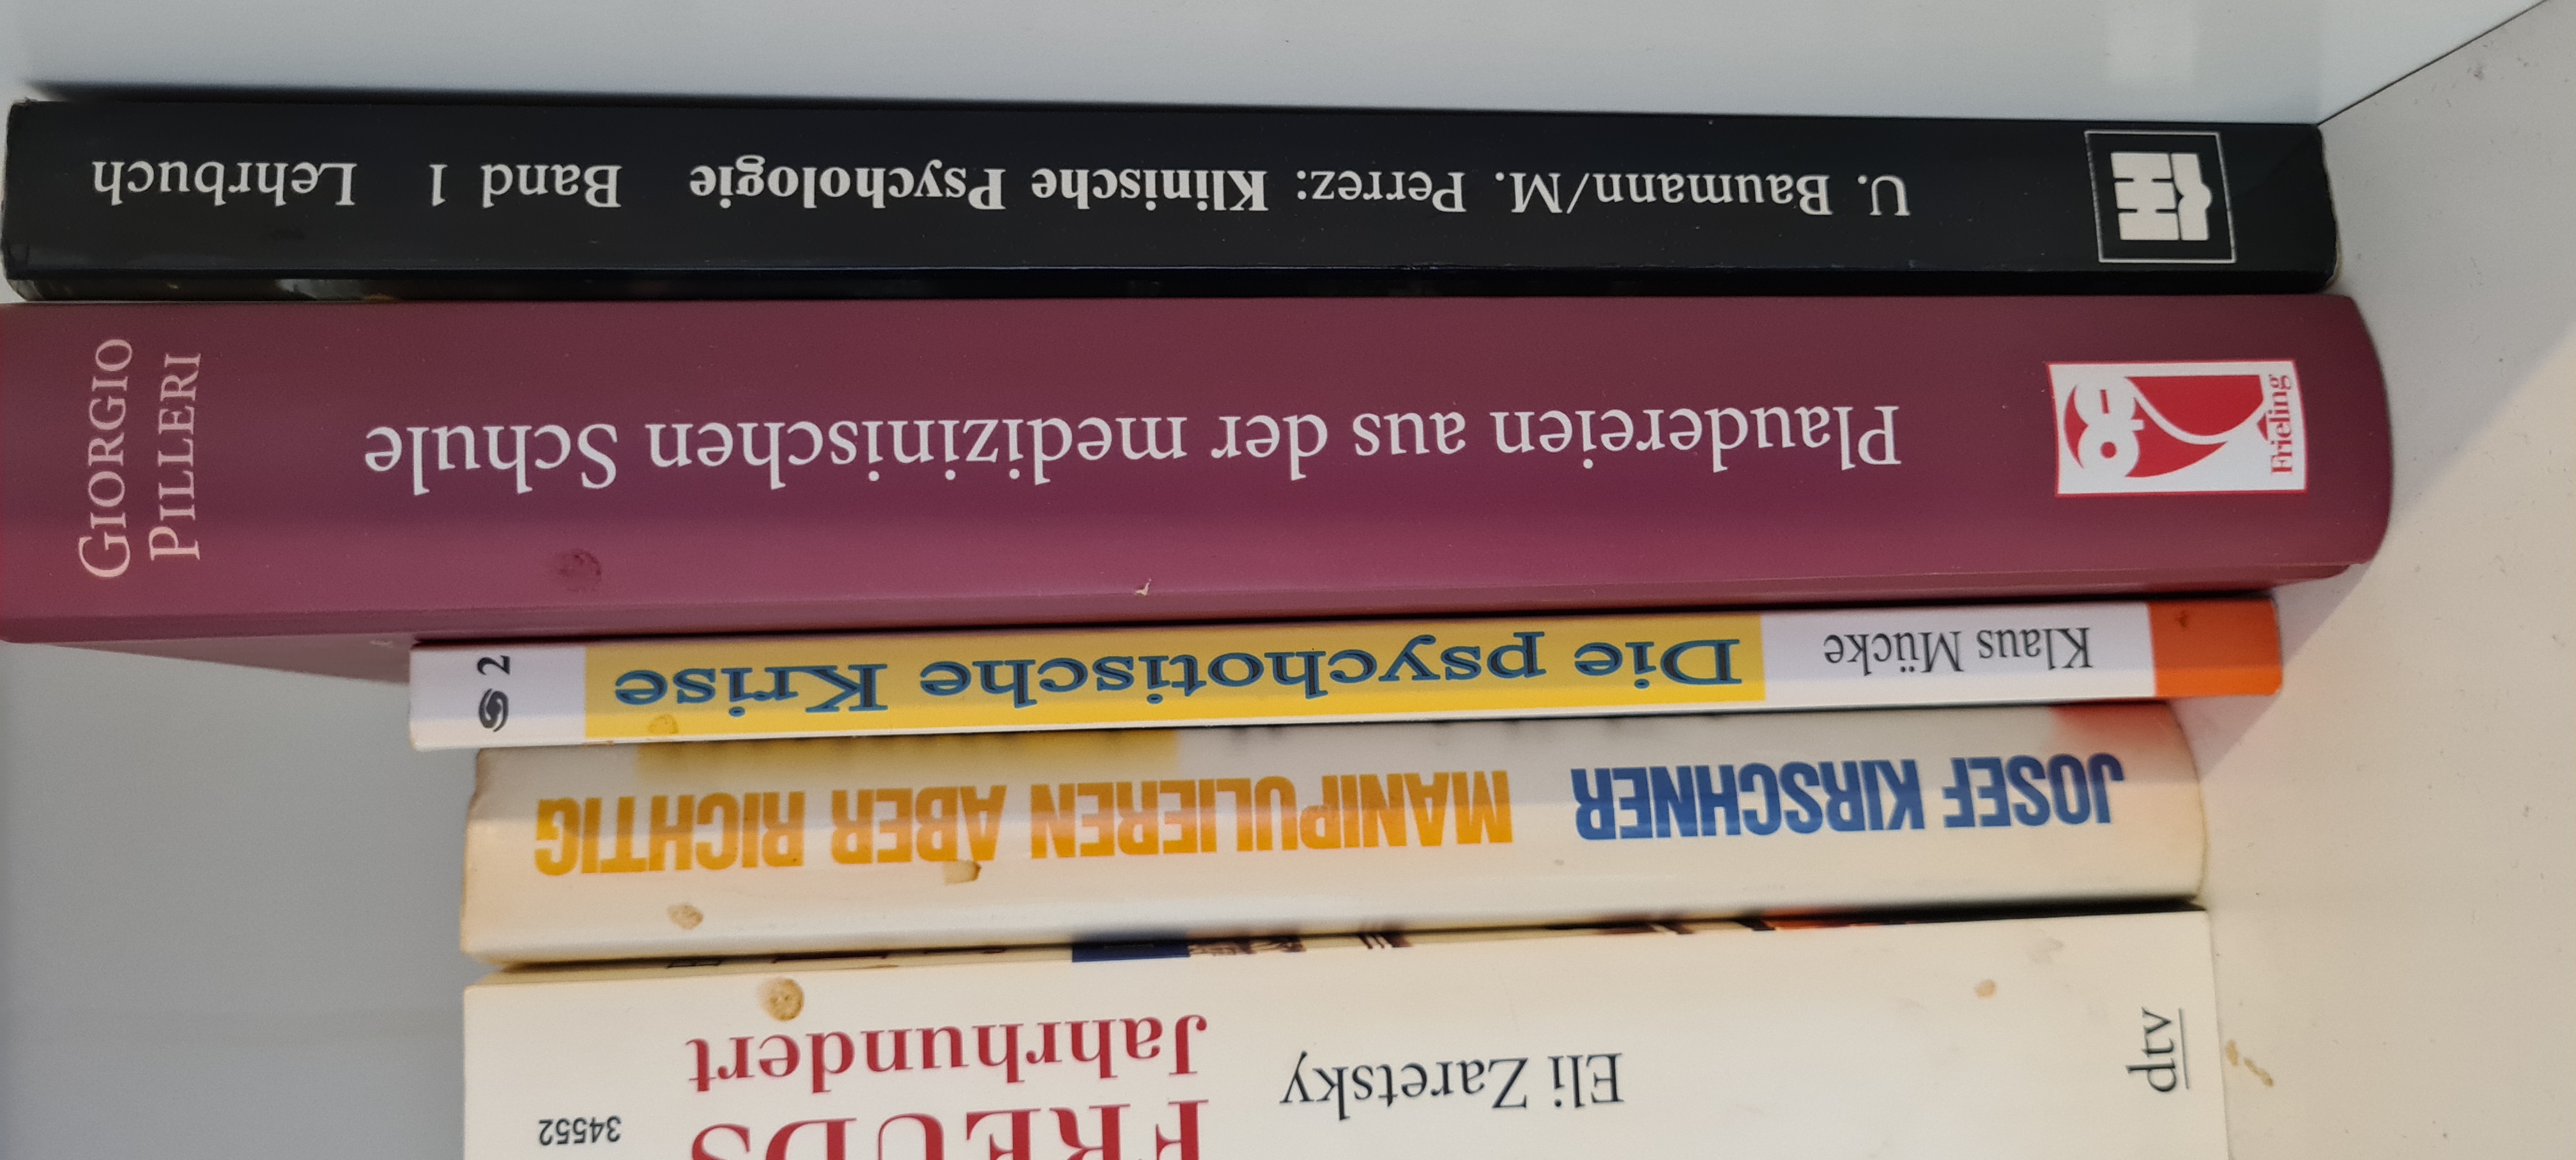 U. Baumann/M. Perrez: Klinische Psychologie Band 1 Lehrbuch
GIORGIO
PILLERI
Plaudereien aus der medizinischen Schule
Frieling
Klaus Mücke Die psychotische Krise 2
JOSEF KIRSCHNER MANIPULIEREN ABER RICHTIG
dtv
Eli Zaretsky
FREUDS
Jahrhundert
34552